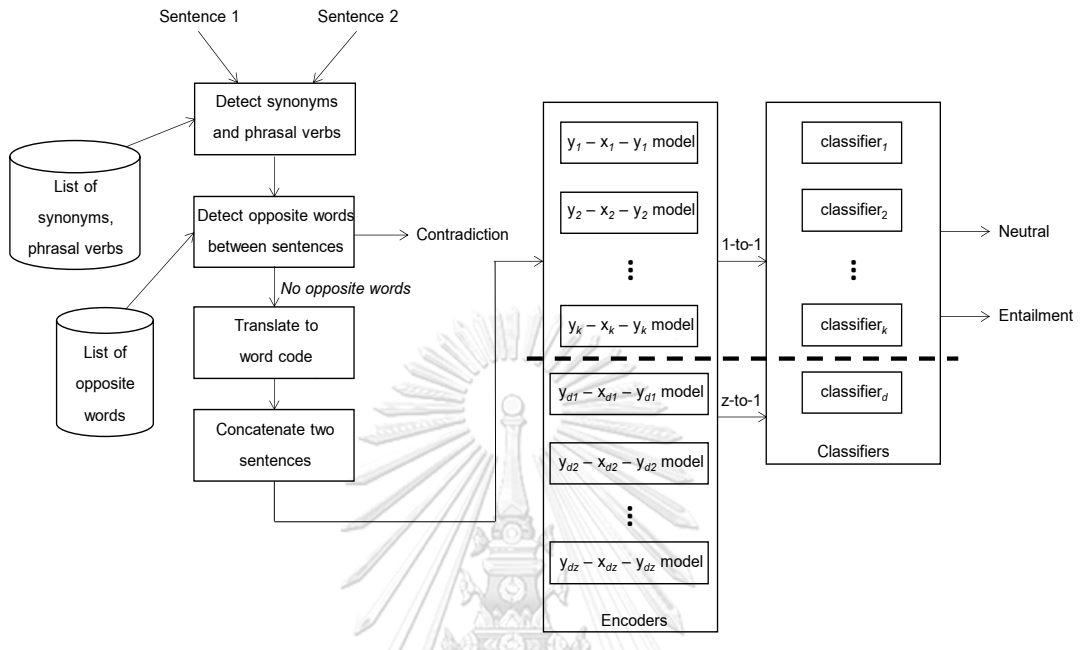 Sentence 1
Sentence 2
Detect synonyms
and phrasal verbs
List of
synonyms,
phrasal verbs
Detect opposite words
between sentences
Contradiction
No opposite words
List of
opposite
words
Translate to
word code
Concatenate two
sentences
y1 – x1 – y1 model
y2 – x2 – y2 model
⋮
yk – xk – yk model
yd1 – xd1 – yd1 model
yd2 – xd2 – yd2 model
⋮
ydz – xdz – ydz model
Encoders
1-to-1
z-to-1
classifier1
classifier2
⋮
classifierk
classifierd
Classifiers
Neutral
Entailment